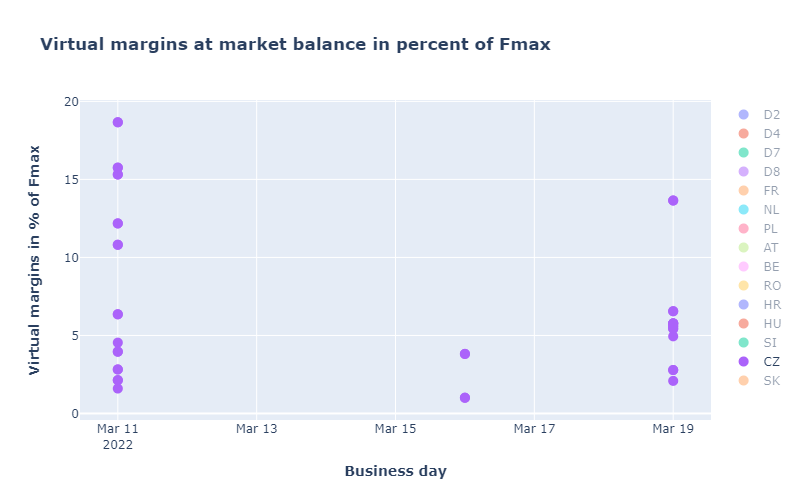 Virtual margins at market balance in percent of Fmax
Virtual margins in % of Fmax
20
15
10
5
0
Mar 11
2022
Mar 13
Mar 15
Mar 17
Mar 19
Business day
D2
D4
D7
D8
FR
NL
PL
AT
BE
RO
HR
HU
SI
CZ
SK